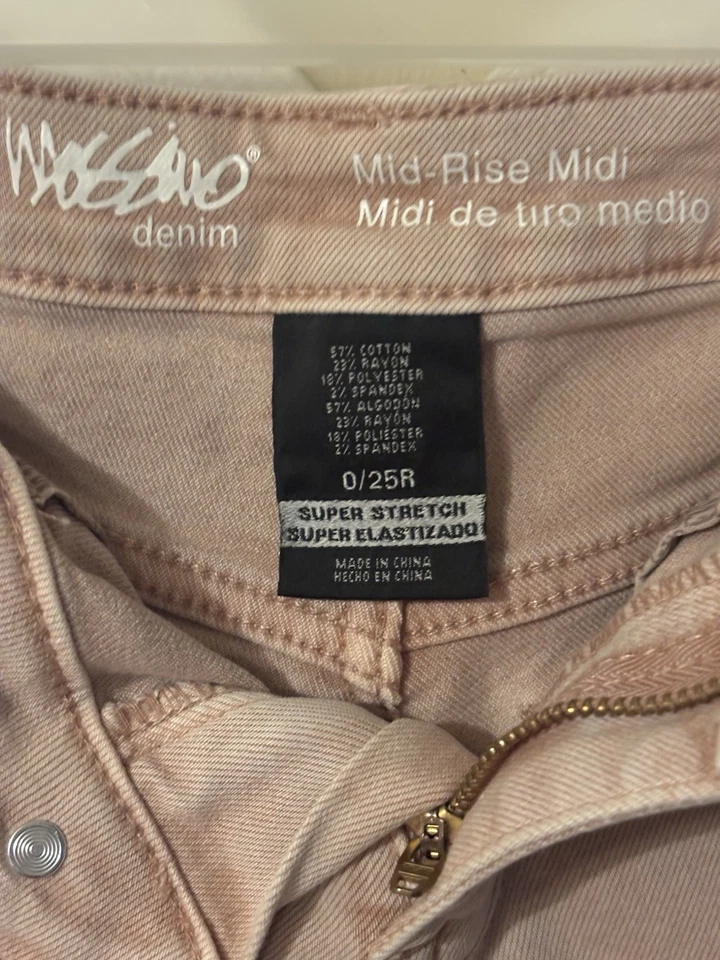 Mossimo®
denim
Mid-Rise Midi
Midi de tiro medio
57% COTTON
23% RAYON
18% POLYESTER
2% SPANDEX
57% ALGODÓN
23% RAYÓN
18% POLIÉSTER
2% SPANDEX
0/25R
SUPER STRETCH
SUPER ELASTIZADO
MADE IN CHINA
HECHO EN CHINA